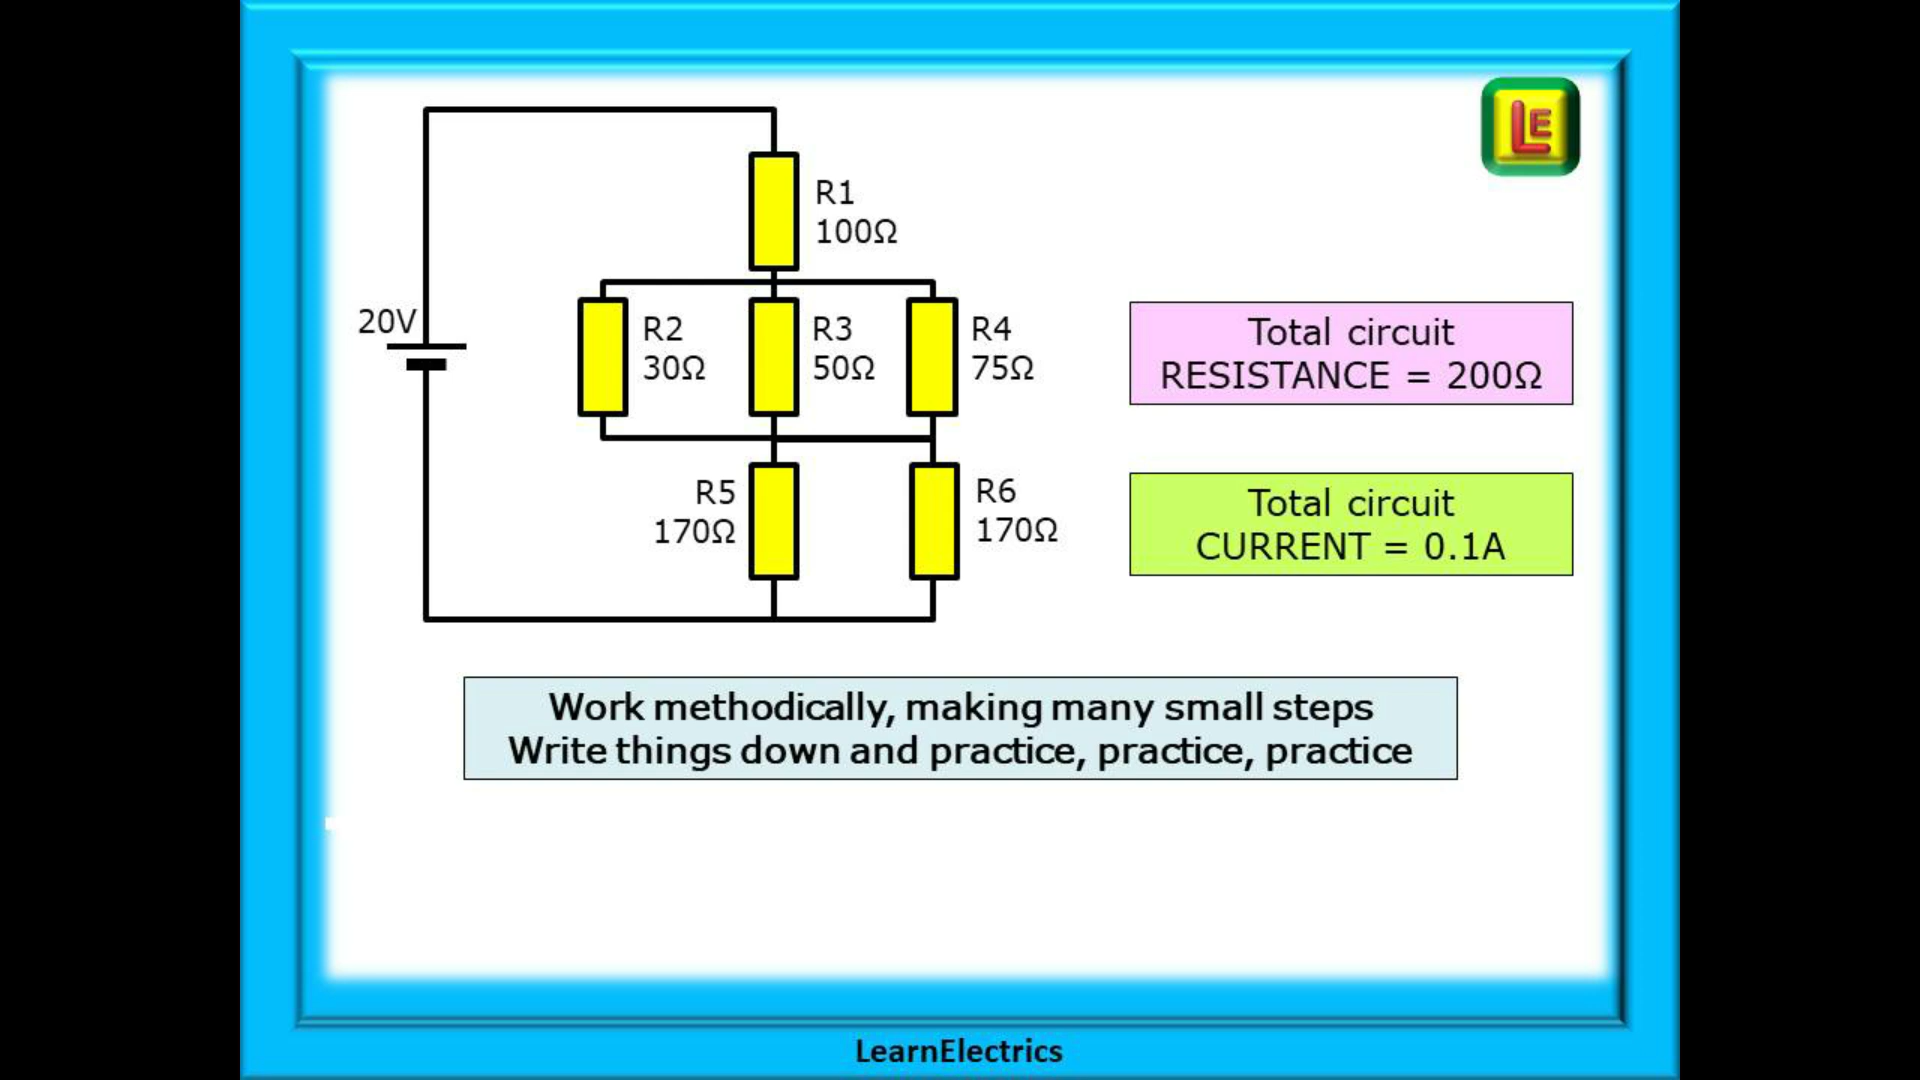 LE
R1
100Ω
20V
R2
30Ω
R3
50Ω
R4
75Ω
Total circuit
RESISTANCE = 200Ω
R5
170Ω
R6
170Ω
Total circuit
CURRENT = 0.1A
Work methodically, making many small steps
Write things down and practice, practice, practice
LearnElectrics